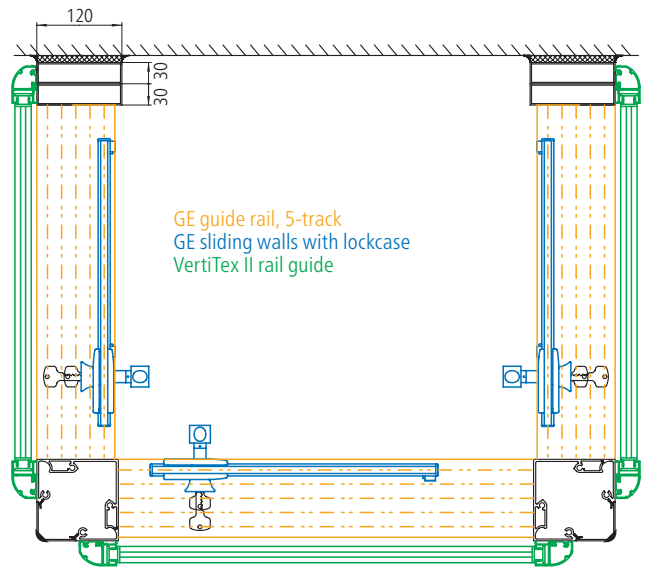 120
30
30
GE guide rail, 5-track
GE sliding walls with lockcase
VertiTex II rail guide